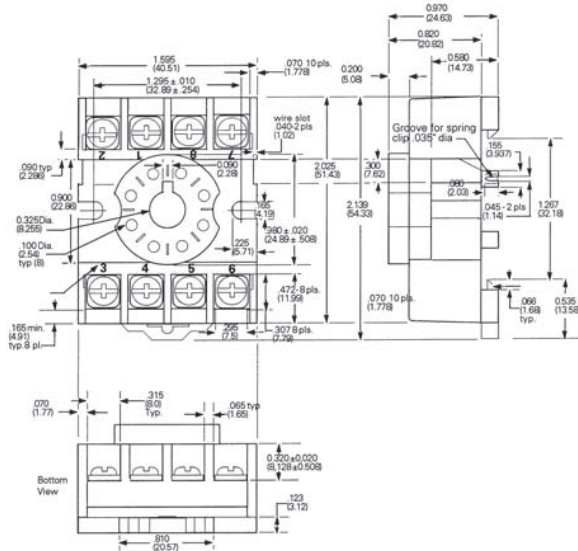 0.970
(24.63)
0.820
(20.82)
0.580
(14.73)
0.200
(5.08)
1.595
(40.51)
1.295 ± .010
(32.89 ± .254)
.070 10 pls.
(1.778)
wire slot
.040-2 pls
(1.02)
Groove for spring
clip .035" dia
2 1 8 7
.090 typ
(2.286)
0.090
(2.28)
2.025
(51.43)
2.139
(54.33)
.300
(7.62)
.155
(3.937)
.080
(2.03)
.045 - 2 pls
(1.14)
1.267
(32.18)
0.900
(22.86)
.165
(4.19)
0.325 Dia.
(8.255)
.980 ± .020
(24.89 ± .508)
.100 Dia.
(2.54)
typ (8)
.225
(5.71)
3 4 5 6
.472- 8 pls.
(11.99)
.070 10 pls.
(1.778)
.066
(1.68)
typ.
0.535
(13.58)
.165 min.
(4.91)
typ.8 pl
.295
(7.5)
.307 8 pls.
(7.79)
.070
(1.77)
.315
(8.0)
Typ.
.065 typ
(1.65)
0.320 ± 0,020
(8,128 ± 0.508)
Bottom
View
.123
(3.12)
.810
(20.57)